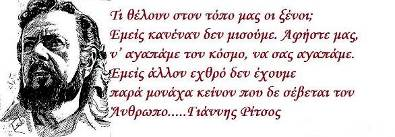 Τι θέλουν στον τόπο μας οι ξένοι;
Εμείς κανέναν δεν μισούμε. Αφήστε μας,
ν' αγαπάμε τον κόσμο, να σας αγαπάμε.
Εμείς άλλον εχθρό δεν έχουμε
παρά μονάχα κείνον που δε σέβεται τον
Άνθρωπο.....Γιάννης Ρίτσος